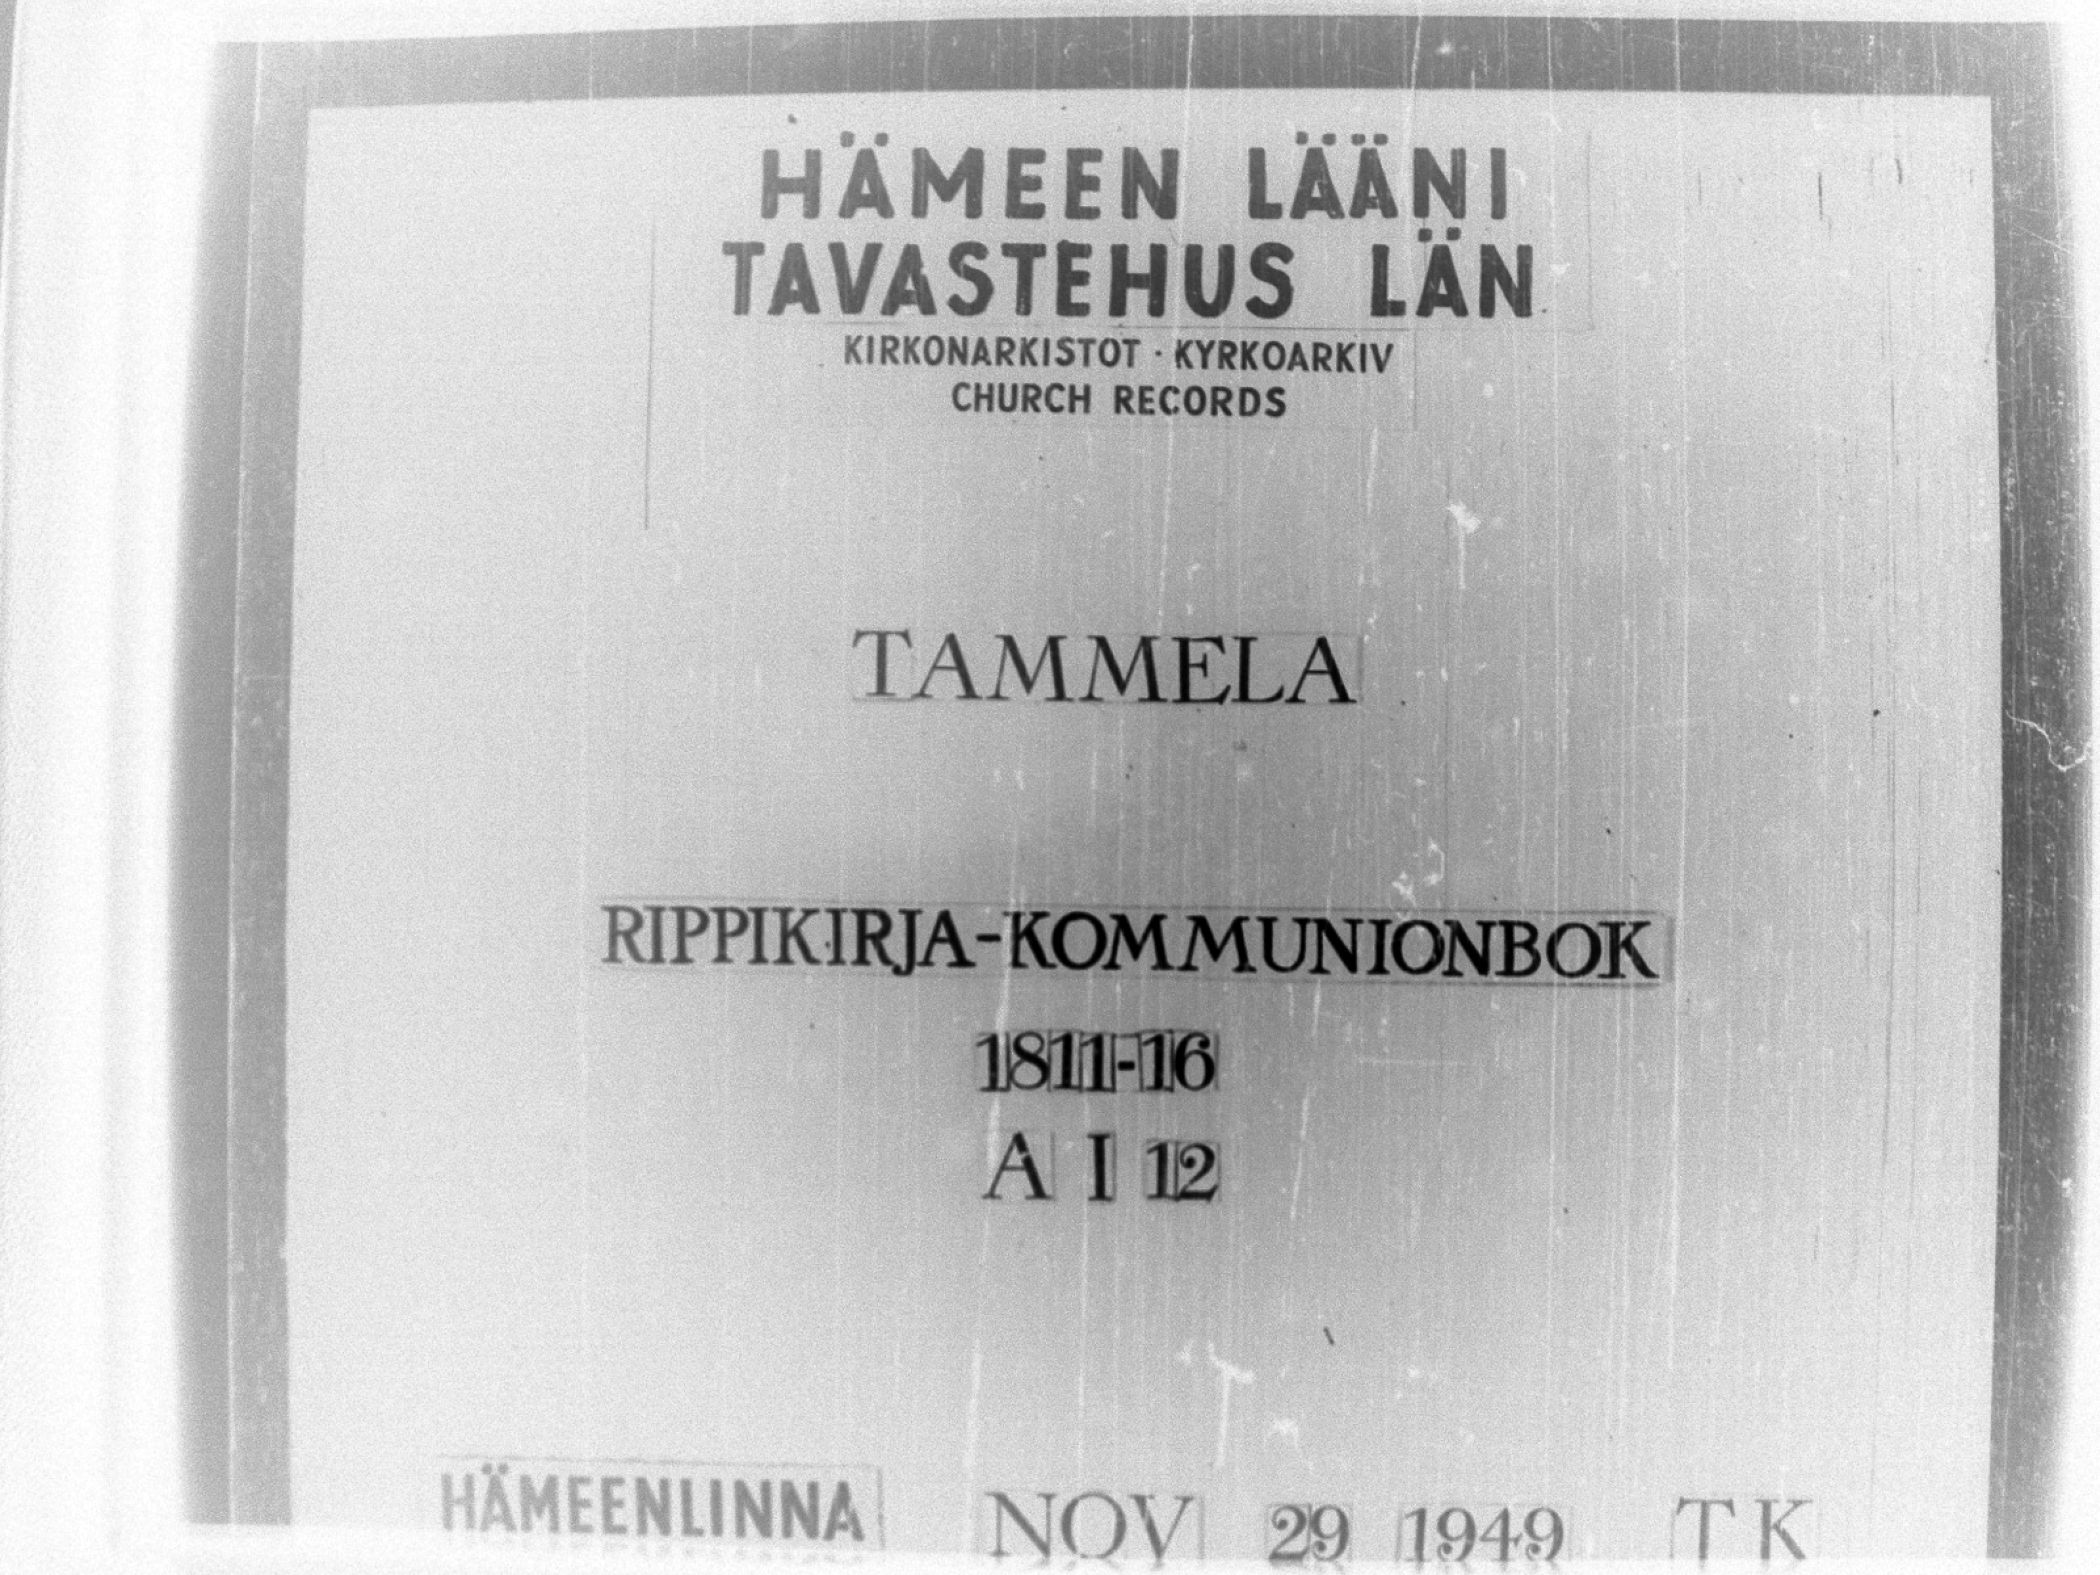 HÄMEEN LÄÄNI
TAVASTEHUS LÄN
KIRKONARKISTOT · KYRKOARKIV
CHURCH RECORDS
TAMMELA
RIPPIKIRJA-KOMMUNIONBOK
1811-16
A I 12
HÄMEENLINNA NOV 29 1949 TK